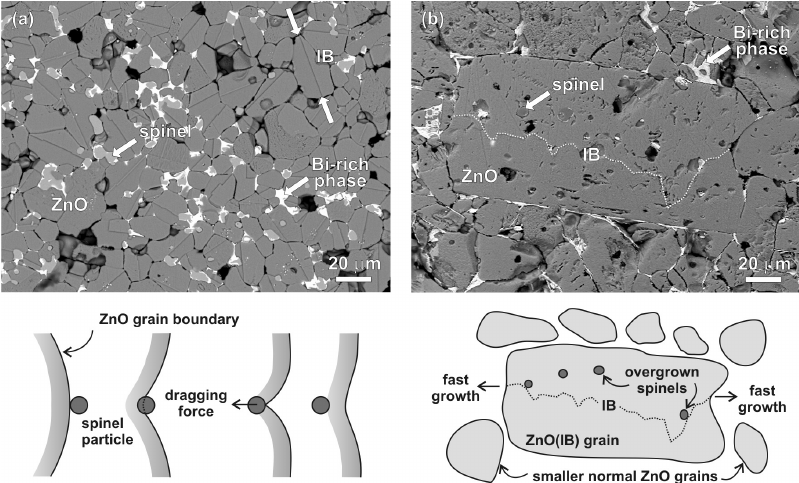 (a)
IB
spinel
Bi-rich
phase
ZnO
20 μm
(b)
Bi-rich
phase
spinel
IB
ZnO
20 μm
ZnO grain boundary
dragging
force
spinel
particle
fast
growth
overgrown
spinels
IB
fast
growth
ZnO(IB) grain
smaller normal ZnO grains